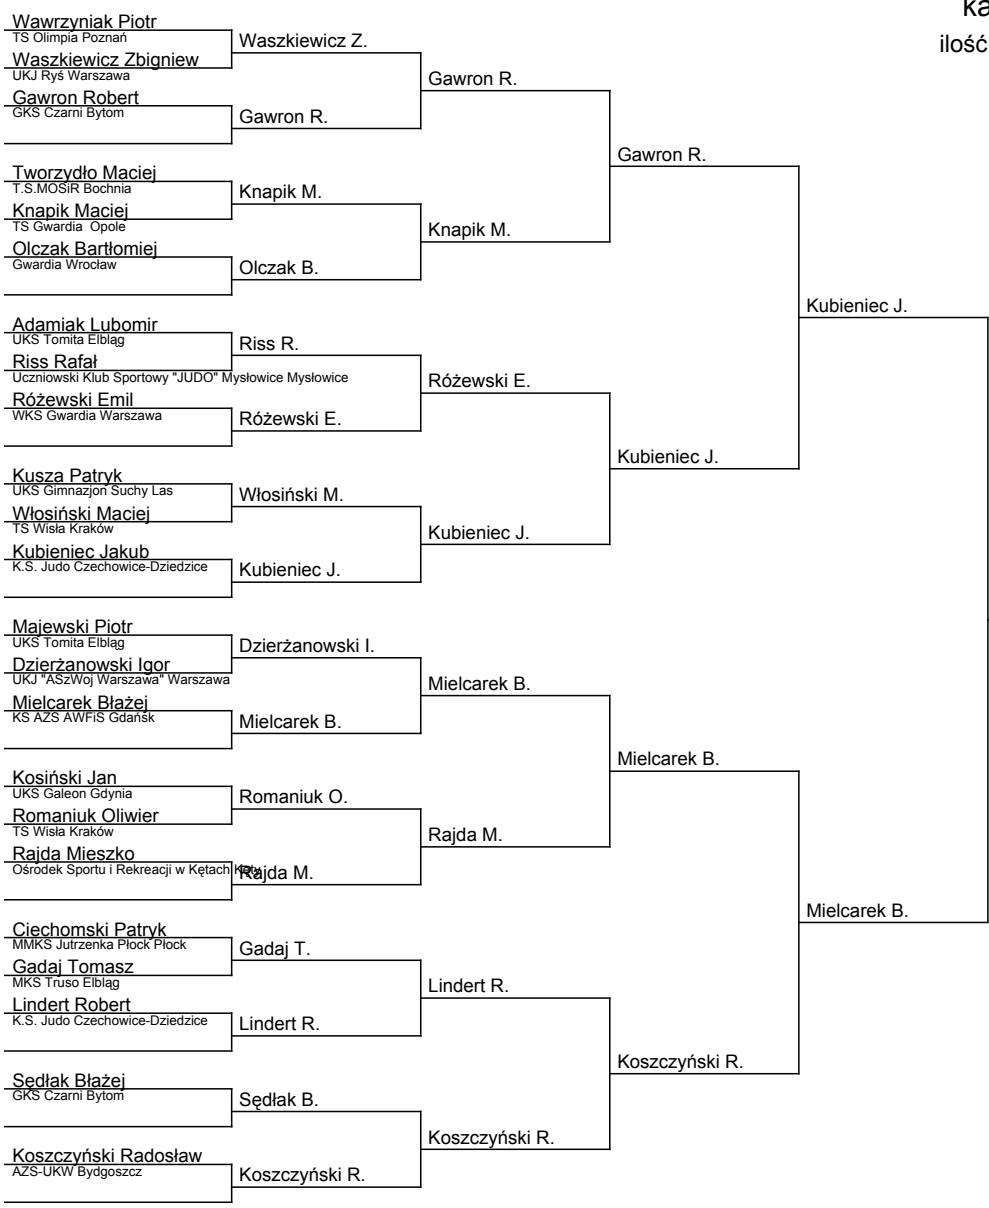 ka
ilość
Wawrzyniak Piotr
TS Olimpia Poznań
Waszkiewicz Z.
Waszkiewicz Zbigniew
UKJ Ryś Warszawa
Gawron R.
Gawron Robert
GKS Czarni Bytom
Gawron R.
Gawron R.
Tworzydło Maciej
T.S.MOSiR Bochnia
Knapik M.
Knapik Maciej
TS Gwardia Opole
Knapik M.
Olczak Bartłomiej
Gwardia Wrocław
Olczak B.
Kubieniec J.
Adamiak Lubomir
UKS Tomita Elbląg
Riss R.
Riss Rafał
Uczniowski Klub Sportowy "JUDO" Mysłowice Mysłowice
Różewski E.
Różewski Emil
WKS Gwardia Warszawa
Różewski E.
Kubieniec J.
Kusza Patryk
UKS Gimnazjon Suchy Las
Włosiński M.
Włosiński Maciej
TS Wisła Kraków
Kubieniec J.
Kubieniec Jakub
K.S. Judo Czechowice-Dziedzice
Kubieniec J.
Majewski Piotr
UKS Tomita Elbląg
Dzierżanowski I.
Dzierżanowski Igor
UKJ "ASzWoj Warszawa" Warszawa
Mielcarek B.
Mielcarek Błażej
KS AZS AWFiS Gdańsk
Mielcarek B.
Mielcarek B.
Kosiński Jan
UKS Galeon Gdynia
Romaniuk O.
Romaniuk Oliwier
TS Wisła Kraków
Rajda M.
Rajda Mieszko
Ośrodek Sportu i Rekreacji w Kętach Kęty
Rajda M.
Mielcarek B.
Ciechomski Patryk
MMKS Jutrzenka Płock Płock
Gadaj T.
Gadaj Tomasz
MKS Truso Elbląg
Lindert R.
Lindert Robert
K.S. Judo Czechowice-Dziedzice
Lindert R.
Koszczyński R.
Sędłak Błażej
GKS Czarni Bytom
Sędłak B.
Koszczyński R.
Koszczyński Radosław
AZS-UKW Bydgoszcz
Koszczyński R.